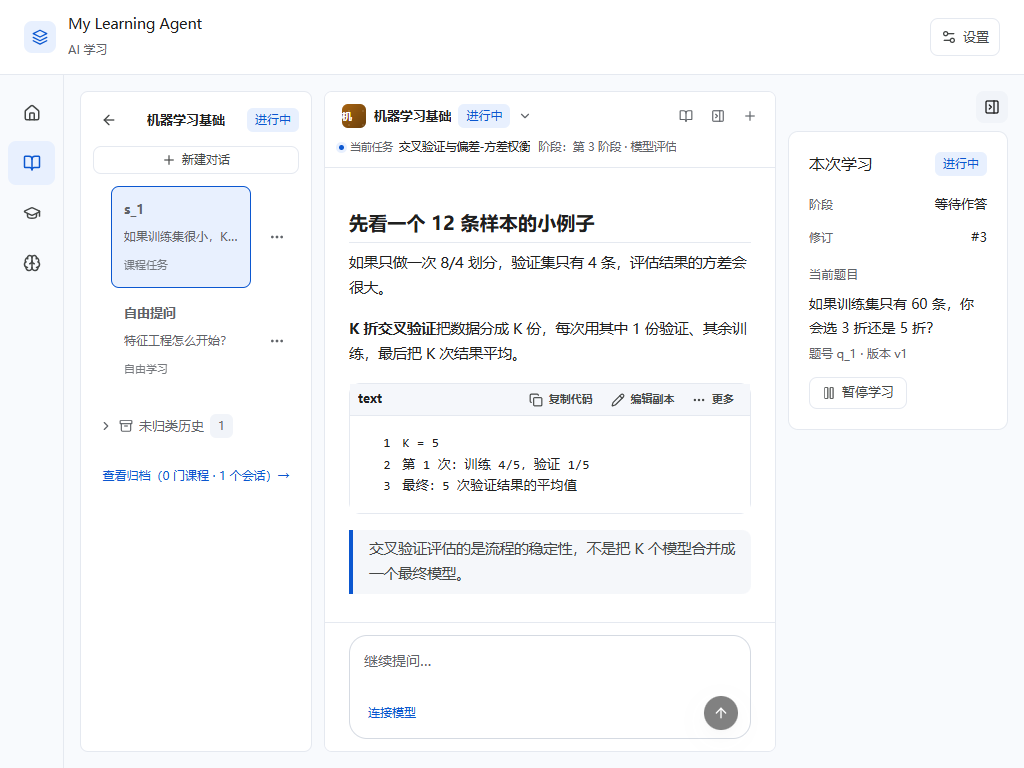 My Learning Agent
AI 学习
设置
机器学习基础
进行中
新建对话
s_1
如果训练集很小，K...
课程任务
自由提问
特征工程怎么开始?
自由学习
未归类历史 1
查看归档（0 门课程 · 1 个会话）→
机
机器学习基础
进行中
当前任务 交叉验证与偏差-方差权衡 阶段：第 3 阶段 · 模型评估
先看一个 12 条样本的小例子
如果只做一次 8/4 划分，验证集只有 4 条，评估结果的方差会
很大。
K 折交叉验证把数据分成 K 份，每次用其中 1 份验证、其余训
练，最后把 K 次结果平均。
text
复制代码
编辑副本
更多
1 K = 5
2 第 1 次：训练 4/5，验证 1/5
3 最终：5 次验证结果的平均值
交叉验证评估的是流程的稳定性，不是把 K 个模型合并成
一个最终模型。
继续提问...
连接模型
本次学习
进行中
阶段 等待作答
修订 #3
当前题目
如果训练集只有 60 条，你
会选 3 折还是 5 折?
题号 q_1 · 版本 v1
暂停学习